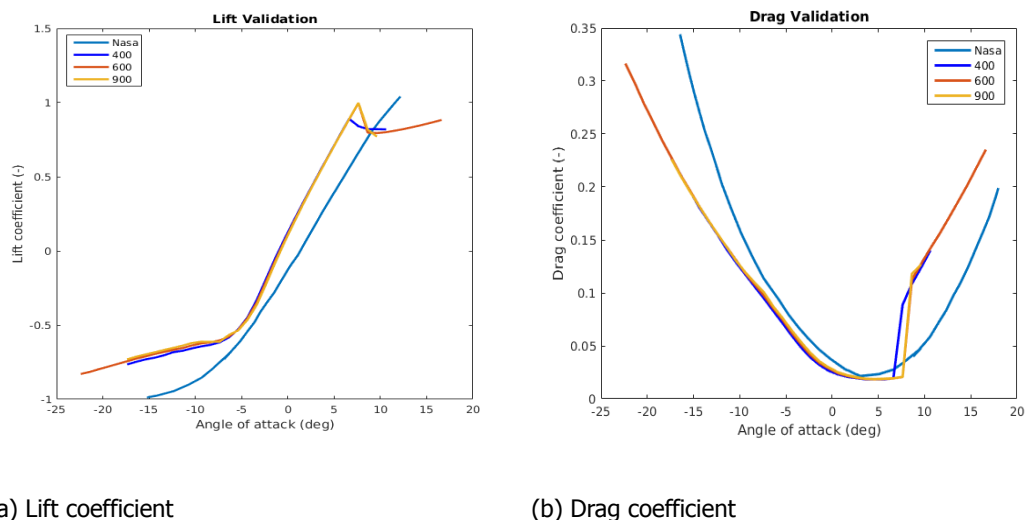 Lift Validation
1.5
1
0.5
0
-0.5
-1
Lift coefficient (-)
Nasa
400
600
900
-25 -20 -15 -10 -5 0 5 10 15 20
Angle of attack (deg)
Drag Validation
0.35
0.3
0.25
0.2
0.15
0.1
0.05
0
Drag coefficient (-)
Nasa
400
600
900
-25 -20 -15 -10 -5 0 5 10 15 20
Angle of attack (deg)
a) Lift coefficient
(b) Drag coefficient